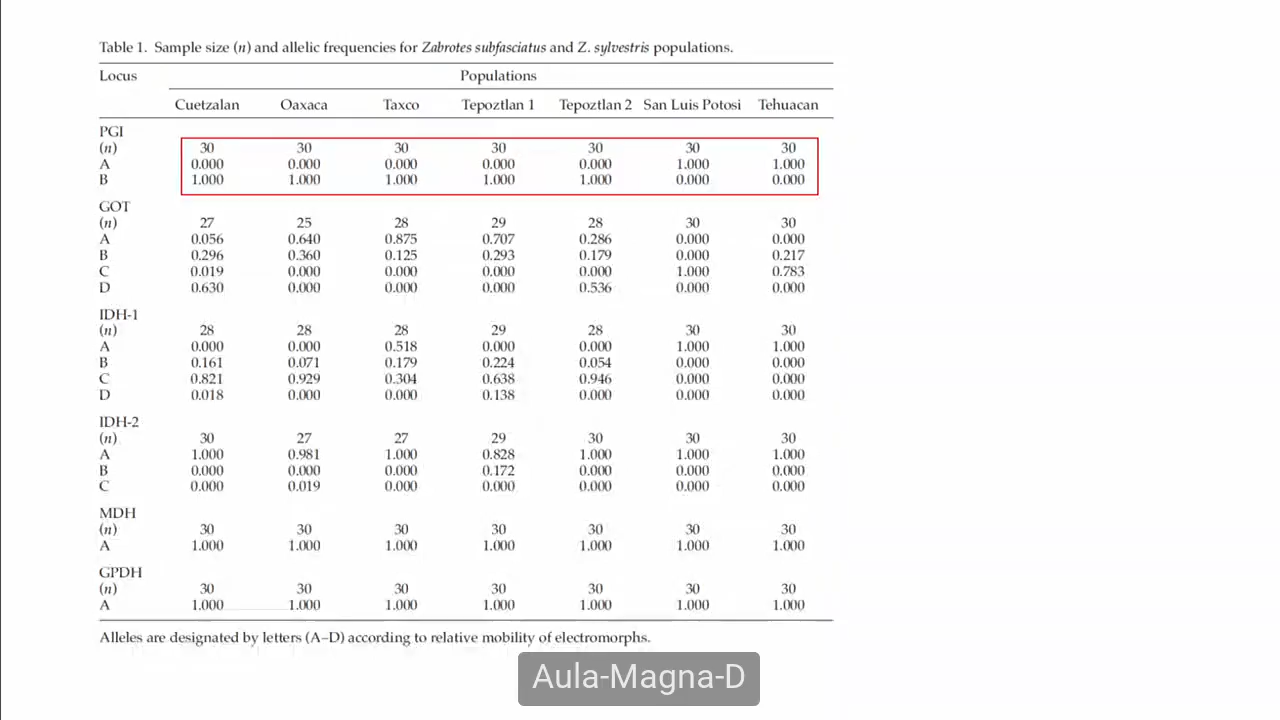 Table 1. Sample size (n) and allelic frequencies for Zabrotes subfasciatus and Z. sylvestris populations.
Locus Populations
Cuetzalan Oaxaca Taxco Tepoztlan 1 Tepoztlan 2 San Luis Potosi Tehuacan
PGI
(n) 30 30 30 30 30 30 30
A 0.000 0.000 0.000 0.000 0.000 1.000 1.000
B 1.000 1.000 1.000 1.000 1.000 0.000 0.000
GOT
(n) 27 25 28 29 28 30 30
A 0.056 0.640 0.875 0.707 0.286 0.000 0.000
B 0.296 0.360 0.125 0.293 0.179 0.000 0.217
C 0.019 0.000 0.000 0.000 0.000 1.000 0.783
D 0.630 0.000 0.000 0.000 0.536 0.000 0.000
IDH-1
(n) 28 28 28 29 28 30 30
A 0.000 0.000 0.518 0.000 0.000 1.000 1.000
B 0.161 0.071 0.179 0.224 0.054 0.000 0.000
C 0.821 0.929 0.304 0.638 0.946 0.000 0.000
D 0.018 0.000 0.000 0.138 0.000 0.000 0.000
IDH-2
(n) 30 27 27 29 30 30 30
A 1.000 0.981 1.000 0.828 1.000 1.000 1.000
B 0.000 0.000 0.000 0.172 0.000 0.000 0.000
C 0.000 0.019 0.000 0.000 0.000 0.000 0.000
MDH
(n) 30 30 30 30 30 30 30
A 1.000 1.000 1.000 1.000 1.000 1.000 1.000
GPDH
(n) 30 30 30 30 30 30 30
A 1.000 1.000 1.000 1.000 1.000 1.000 1.000
Alleles are designated by letters (A–D) according to relative mobility of electromorphs.
Aula-Magna-D